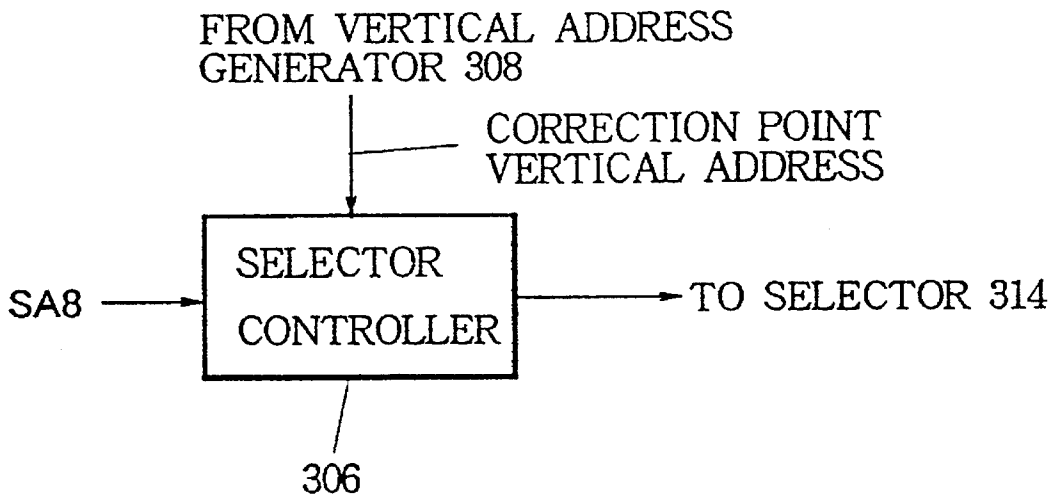 FROM VERTICAL ADDRESS
GENERATOR 308
CORRECTION POINT
VERTICAL ADDRESS
SELECTOR
CONTROLLER
SA8
TO SELECTOR 314
306